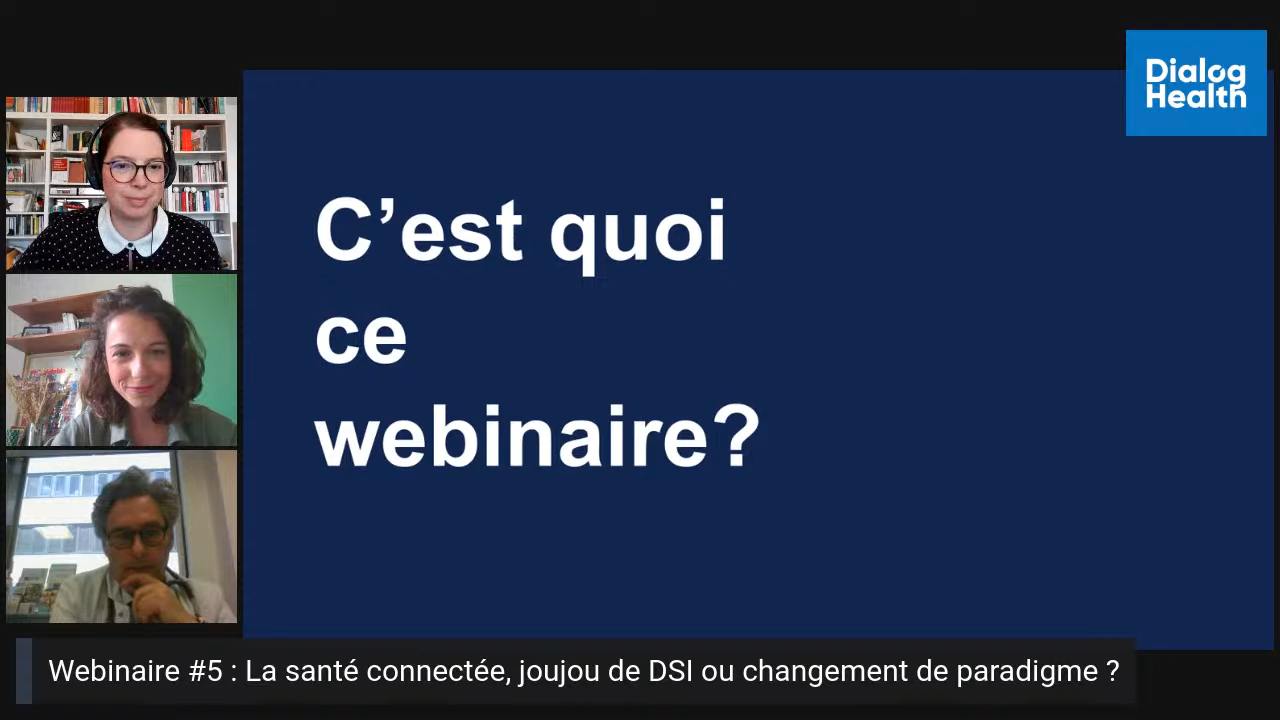 Dialog
Health
C’est quoi
ce
webinaire?
Webinaire #5 : La santé connectée, joujou de DSI ou changement de paradigme ?